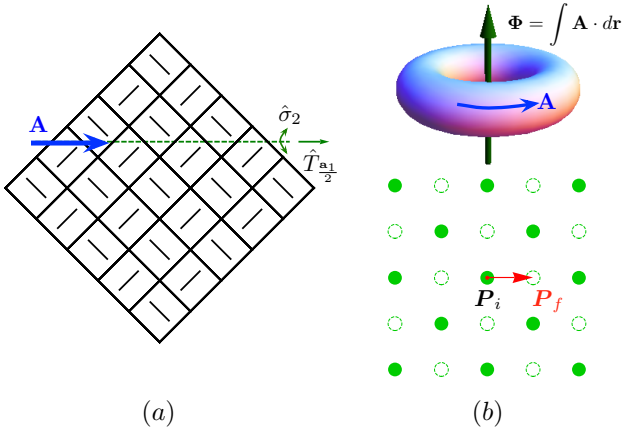 Φ = ∫ A · dr
A
A
σ̂₂
T̂_{a₁/2}
P_i P_f
(a) (b)